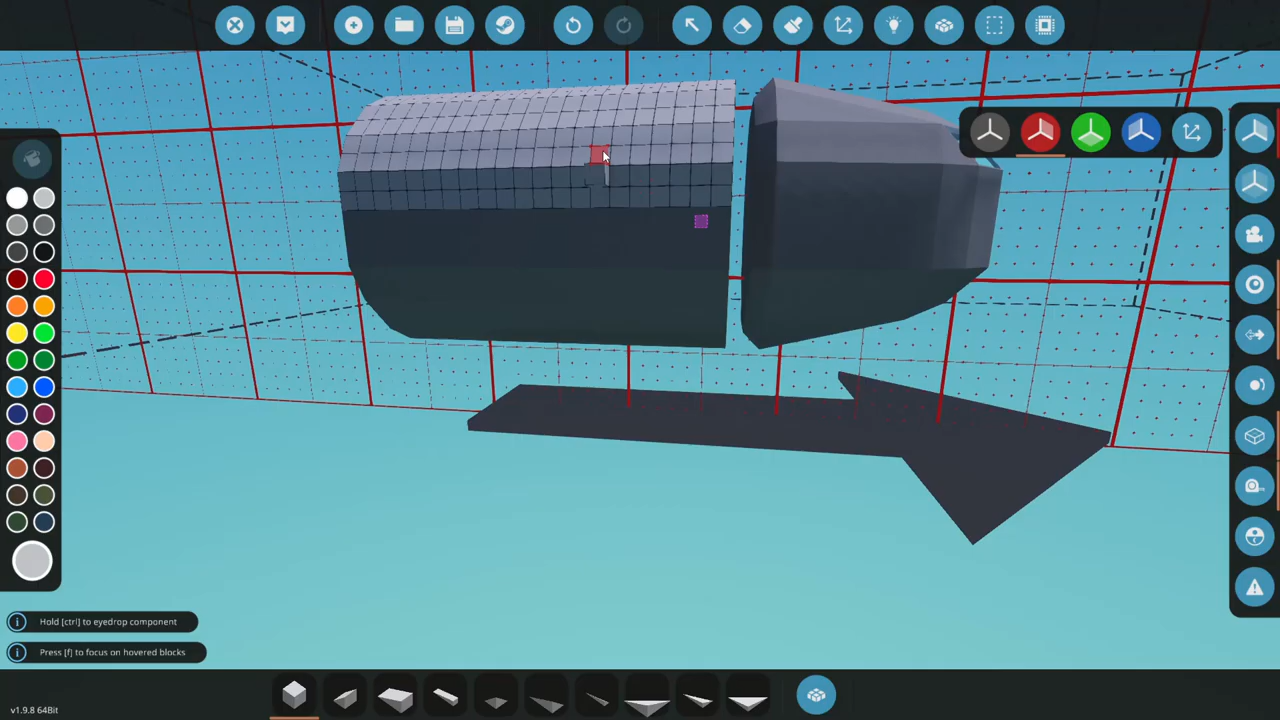 Hold [ctrl] to eyedrop component
Press [f] to focus on hovered blocks
v1.9.8 64Bit